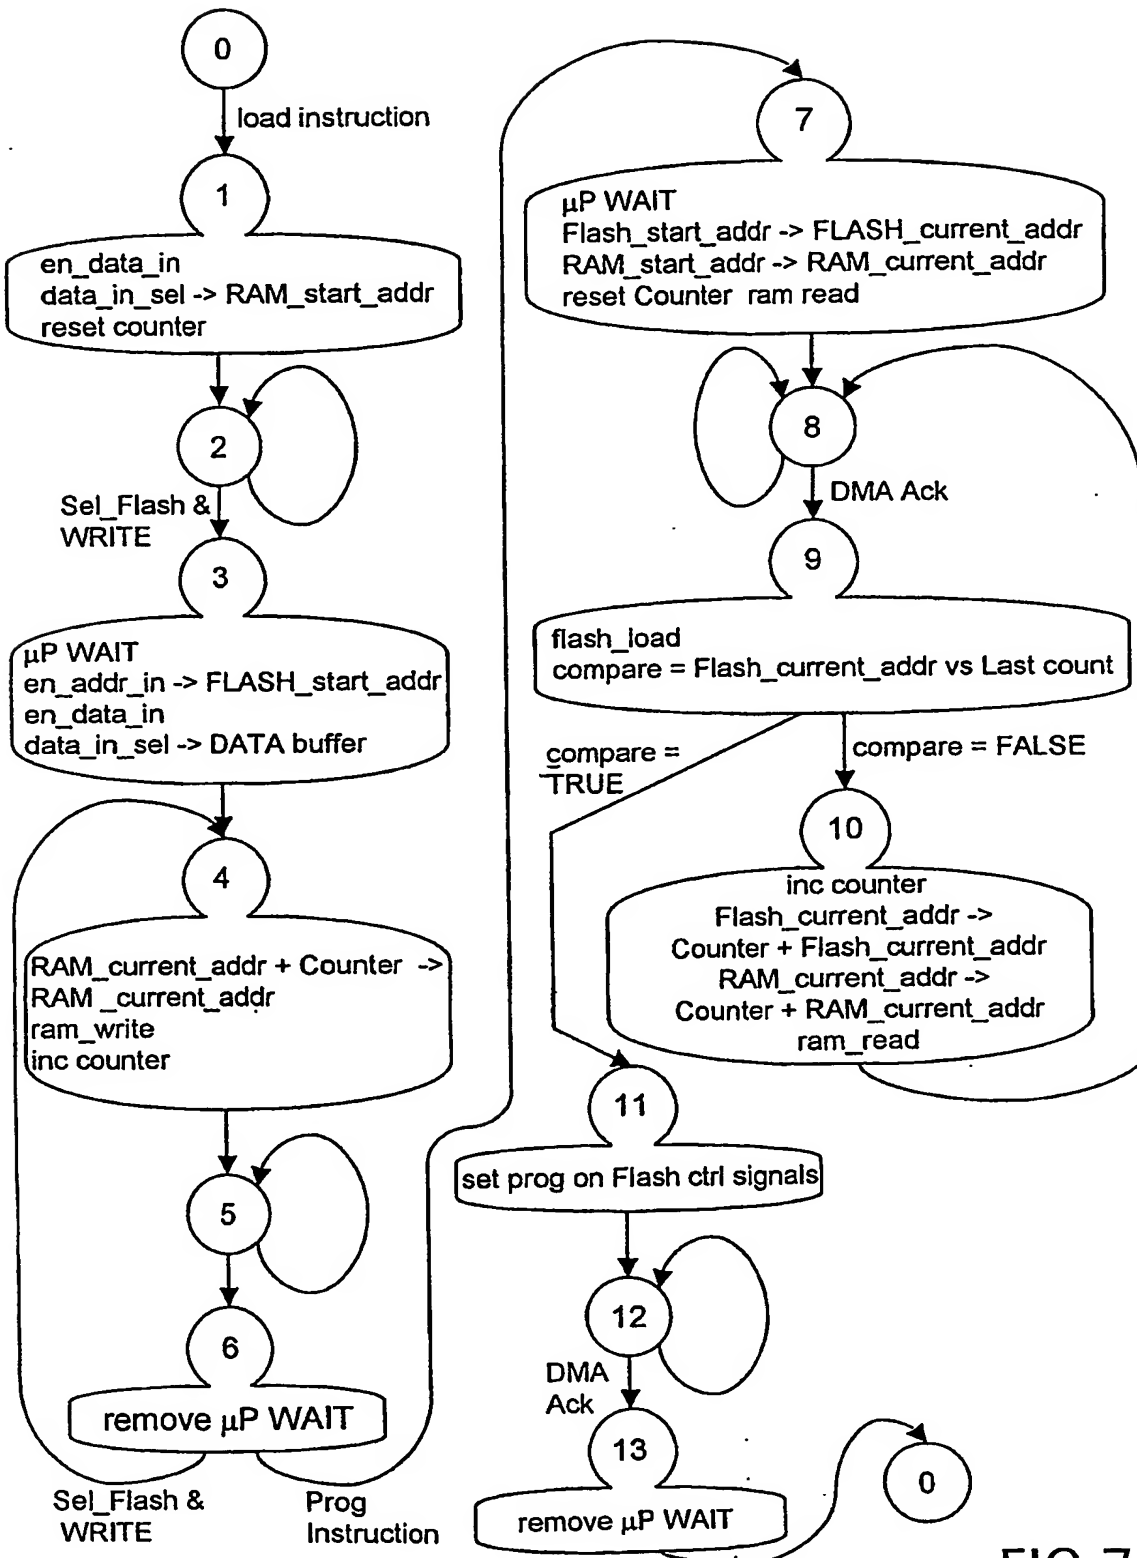 0
load instruction
1
en_data_in
data_in_sel -> RAM_start_addr
reset counter
2
Sel_Flash &
WRITE
3
µP WAIT
en_addr_in -> FLASH_start_addr
en_data_in
data_in_sel -> DATA buffer
4
RAM_current_addr + Counter ->
RAM _current_addr
ram_write
inc counter
5
6
remove µP WAIT
Sel_Flash &
WRITE
Prog
Instruction
7
µP WAIT
Flash_start_addr -> FLASH_current_addr
RAM_start_addr -> RAM_current_addr
reset Counter ram read
8
DMA Ack
9
flash_load
compare = Flash_current_addr vs Last count
compare =
TRUE
compare = FALSE
10
inc counter
Flash_current_addr ->
Counter + Flash_current_addr
RAM_current_addr ->
Counter + RAM_current_addr
ram_read
11
set prog on Flash ctrl signals
12
DMA
Ack
13
remove µP WAIT
0